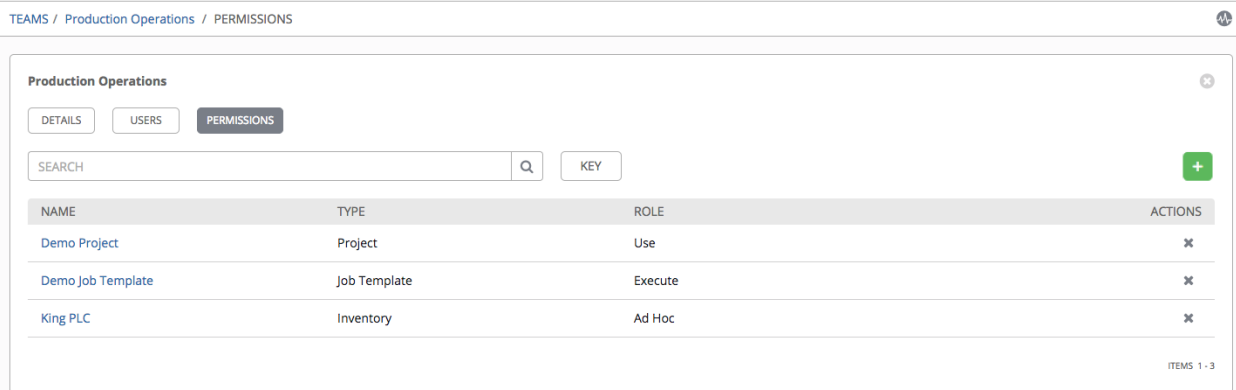 TEAMS / Production Operations / PERMISSIONS
Production Operations
DETAILS USERS PERMISSIONS
SEARCH KEY +
NAME TYPE ROLE ACTIONS
Demo Project Project Use
Demo Job Template Job Template Execute
King PLC Inventory Ad Hoc
ITEMS 1 - 3